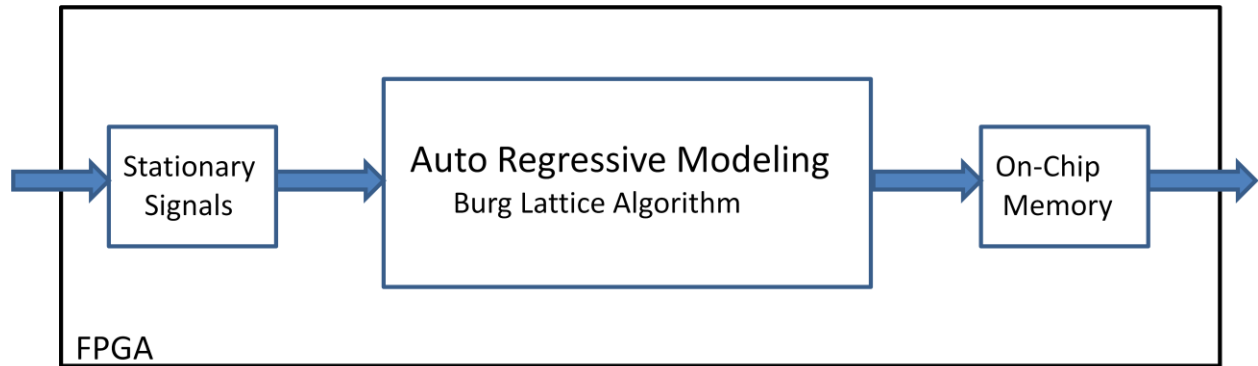 Stationary
Signals
Auto Regressive Modeling
Burg Lattice Algorithm
On-Chip
Memory
FPGA